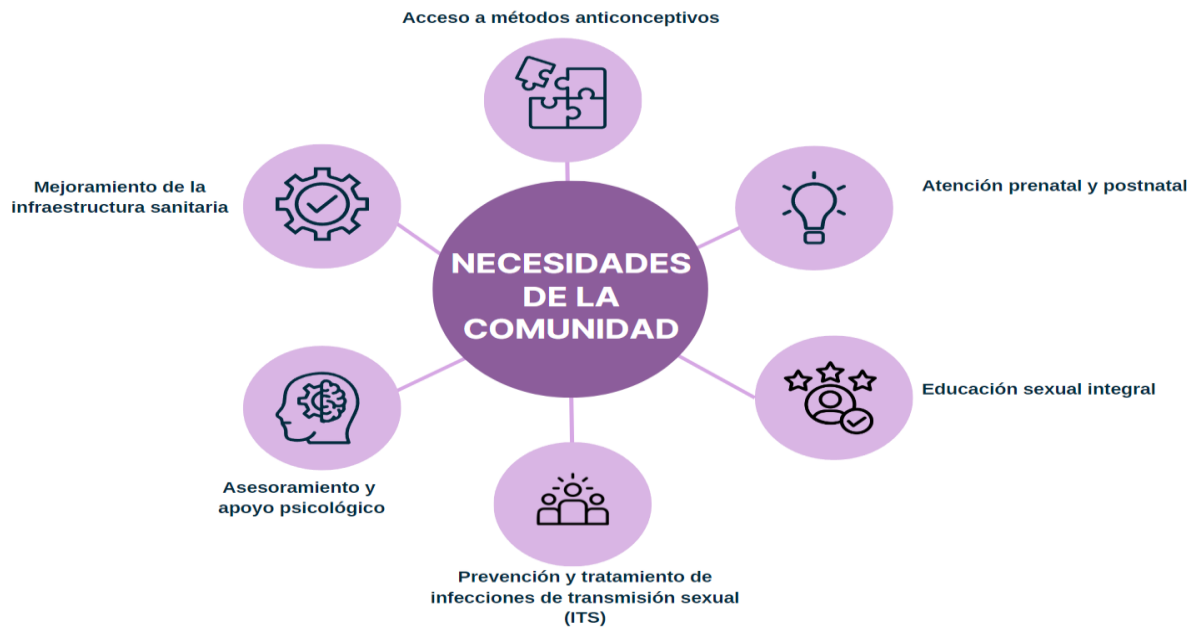 Acceso a métodos anticonceptivos
Mejoramiento de la
infraestructura sanitaria
Atención prenatal y postnatal
NECESIDADES
DE LA
COMUNIDAD
Educación sexual integral
Asesoramiento y
apoyo psicológico
Prevención y tratamiento de
infecciones de transmisión sexual
(ITS)